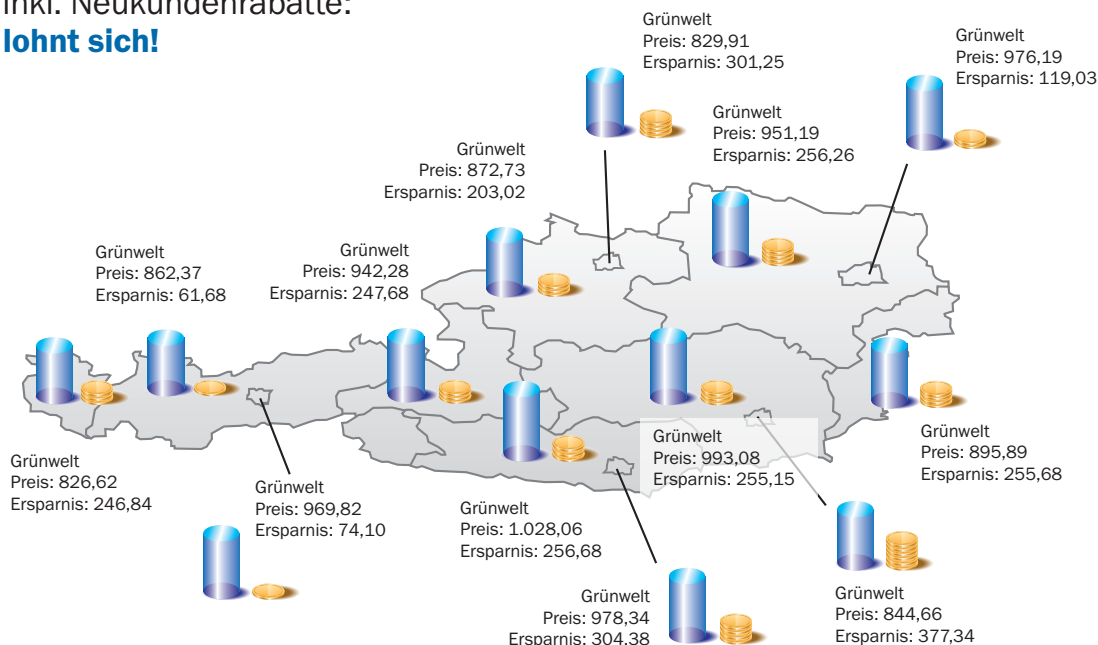 inkl. Neukundenrabatte:
lohnt sich!
Grünwelt
Preis: 829,91
Ersparnis: 301,25
Grünwelt
Preis: 976,19
Ersparnis: 119,03
Grünwelt
Preis: 951,19
Ersparnis: 256,26
Grünwelt
Preis: 872,73
Ersparnis: 203,02
Grünwelt
Preis: 862,37
Ersparnis: 61,68
Grünwelt
Preis: 942,28
Ersparnis: 247,68
Grünwelt
Preis: 826,62
Ersparnis: 246,84
Grünwelt
Preis: 969,82
Ersparnis: 74,10
Grünwelt
Preis: 1.028,06
Ersparnis: 256,68
Grünwelt
Preis: 993,08
Ersparnis: 255,15
Grünwelt
Preis: 895,89
Ersparnis: 255,68
Grünwelt
Preis: 978,34
Ersparnis: 304,38
Grünwelt
Preis: 844,66
Ersparnis: 377,34